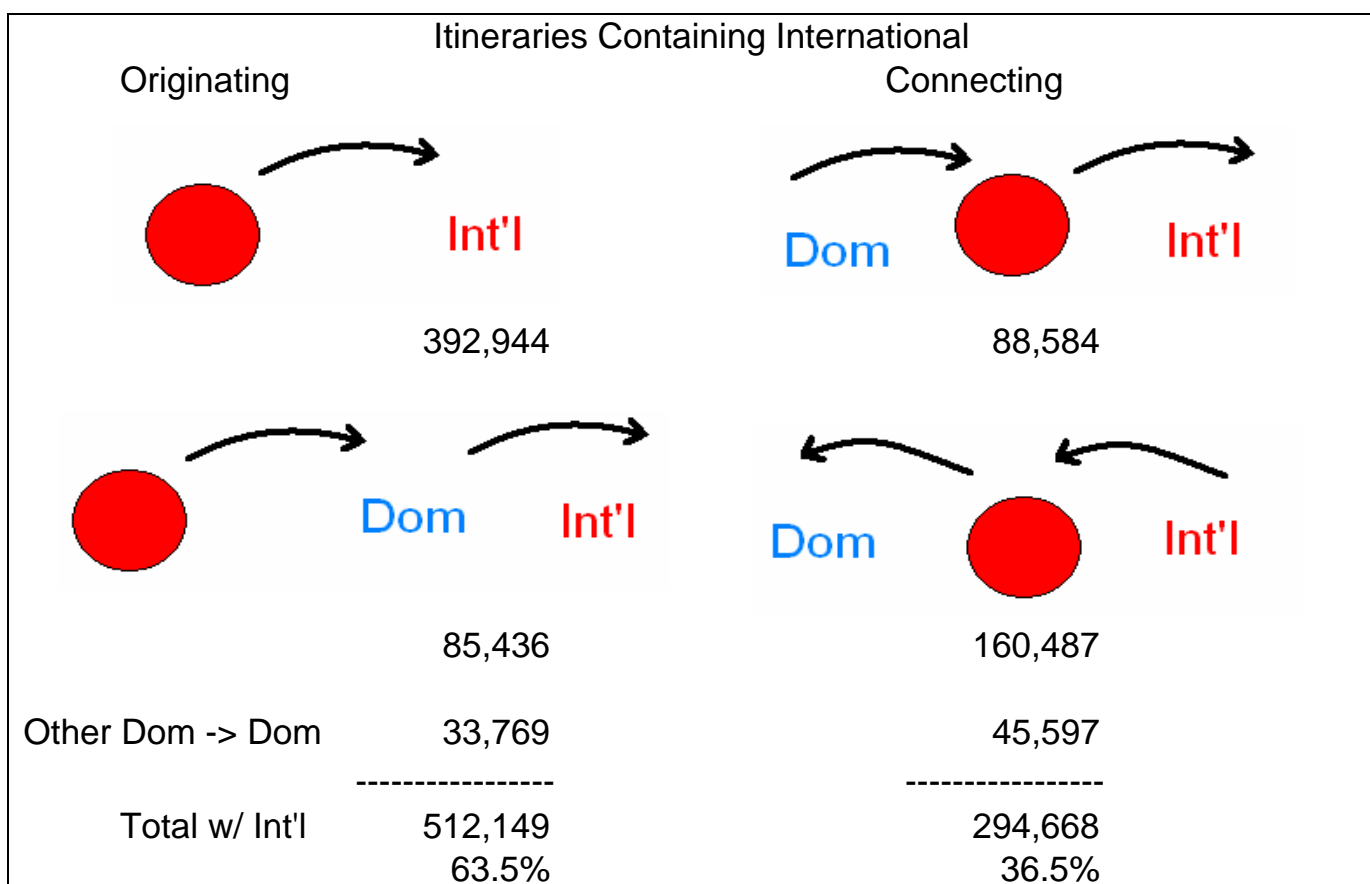 Itineraries Containing International
Originating Connecting
Int'l Dom Int'l
392,944 88,584
Dom Int'l Dom Int'l
85,436 160,487
Other Dom -> Dom 33,769 45,597
----------------- -----------------
Total w/ Int'l 512,149 294,668
63.5% 36.5%